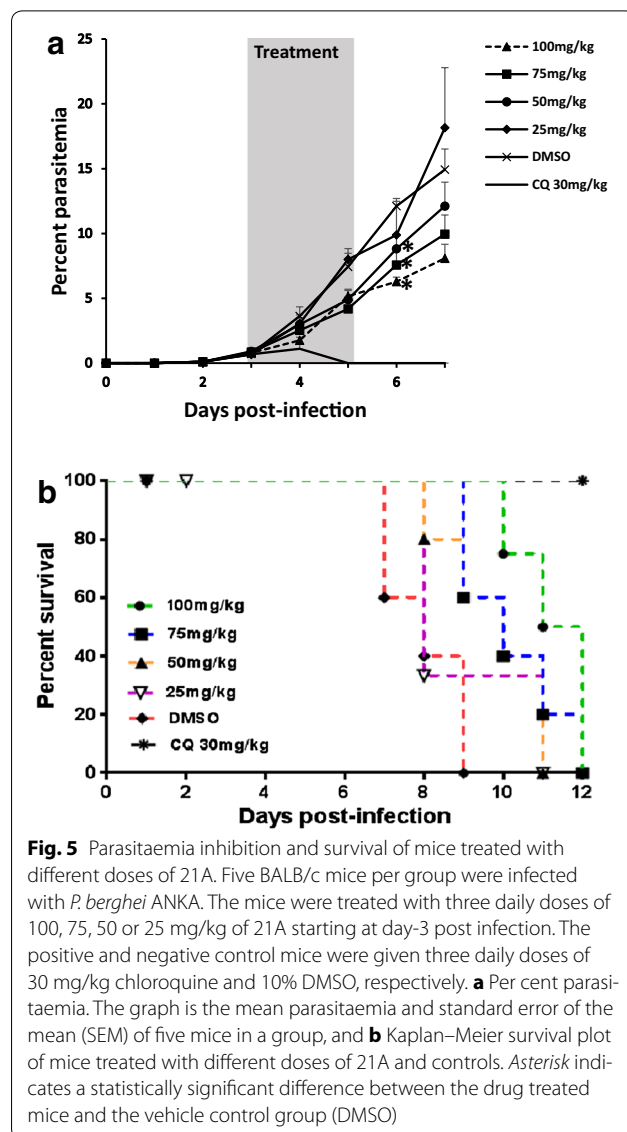 a
Treatment
25
20
15
10
5
0
Percent parasitemia
0 2 4 6
Days post-infection
100mg/kg
75mg/kg
50mg/kg
25mg/kg
DMSO
CQ 30mg/kg
*
*
*
b
100
80
60
40
20
0
Percent survival
100mg/kg
75mg/kg
50mg/kg
25mg/kg
DMSO
CQ 30mg/kg
0 2 4 6 8 10 12
Days post-infection
Fig. 5 Parasitaemia inhibition and survival of mice treated with
different doses of 21A. Five BALB/c mice per group were infected
with P. berghei ANKA. The mice were treated with three daily doses of
100, 75, 50 or 25 mg/kg of 21A starting at day-3 post infection. The
positive and negative control mice were given three daily doses of
30 mg/kg chloroquine and 10% DMSO, respectively. a Per cent parasi-
taemia. The graph is the mean parasitaemia and standard error of the
mean (SEM) of five mice in a group, and b Kaplan–Meier survival plot
of mice treated with different doses of 21A and controls. Asterisk indi-
cates a statistically significant difference between the drug treated
mice and the vehicle control group (DMSO)